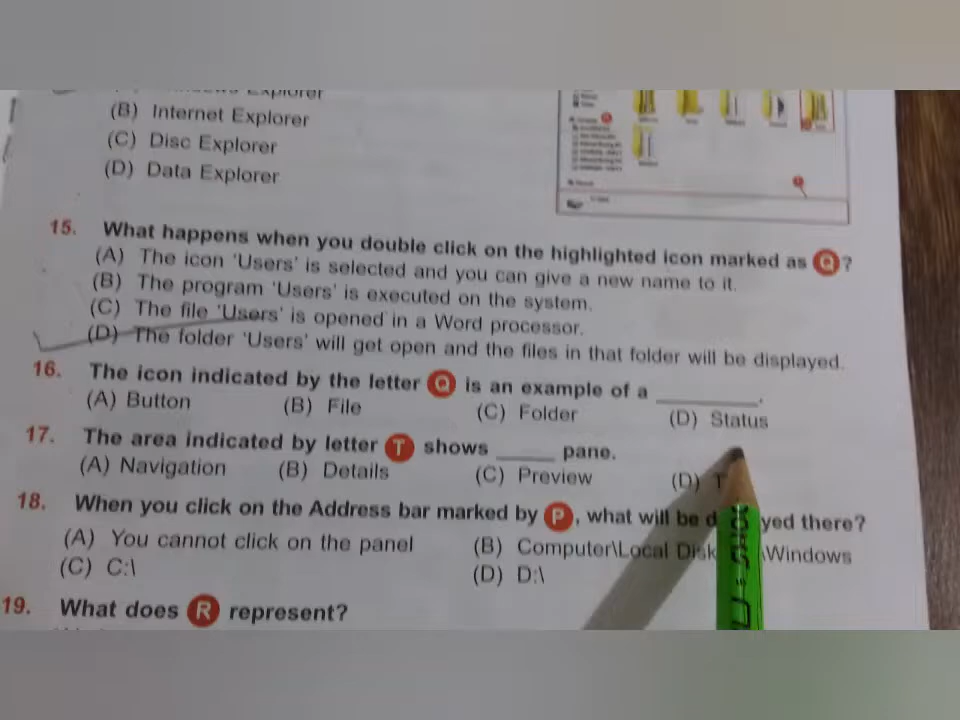 Explorer
(B) Internet Explorer
(C) Disc Explorer
(D) Data Explorer
15. What happens when you double click on the highlighted icon marked as Q?
(A) The icon 'Users' is selected and you can give a new name to it.
(B) The program 'Users' is executed on the system.
(C) The file 'Users' is opened in a Word processor.
(D) The folder 'Users' will get open and the files in that folder will be displayed.
16. The icon indicated by the letter Q is an example of a ________.
(A) Button (B) File (C) Folder (D) Status
17. The area indicated by letter T shows _____ pane.
(A) Navigation (B) Details (C) Preview (D) T
18. When you click on the Address bar marked by P, what will be d yed there?
(A) You cannot click on the panel (B) Computer\Local Disk \Windows
(C) C:\ (D) D:\
19. What does R represent?